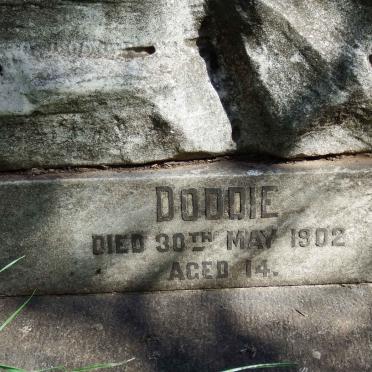 DODDIE
DIED 30TH MAY 1902
AGED 14.